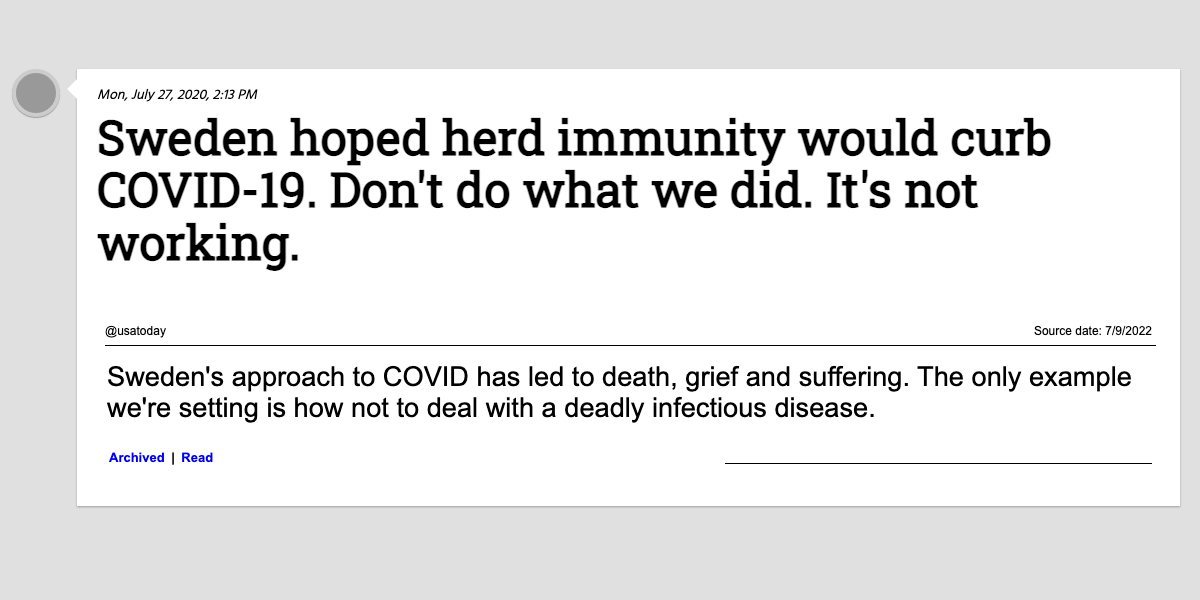 Mon, July 27, 2020, 2:13 PM
Sweden hoped herd immunity would curb
COVID-19. Don't do what we did. It's not
working.
@usatoday
Source date: 7/9/2022
Sweden's approach to COVID has led to death, grief and suffering. The only example
we're setting is how not to deal with a deadly infectious disease.
Archived | Read